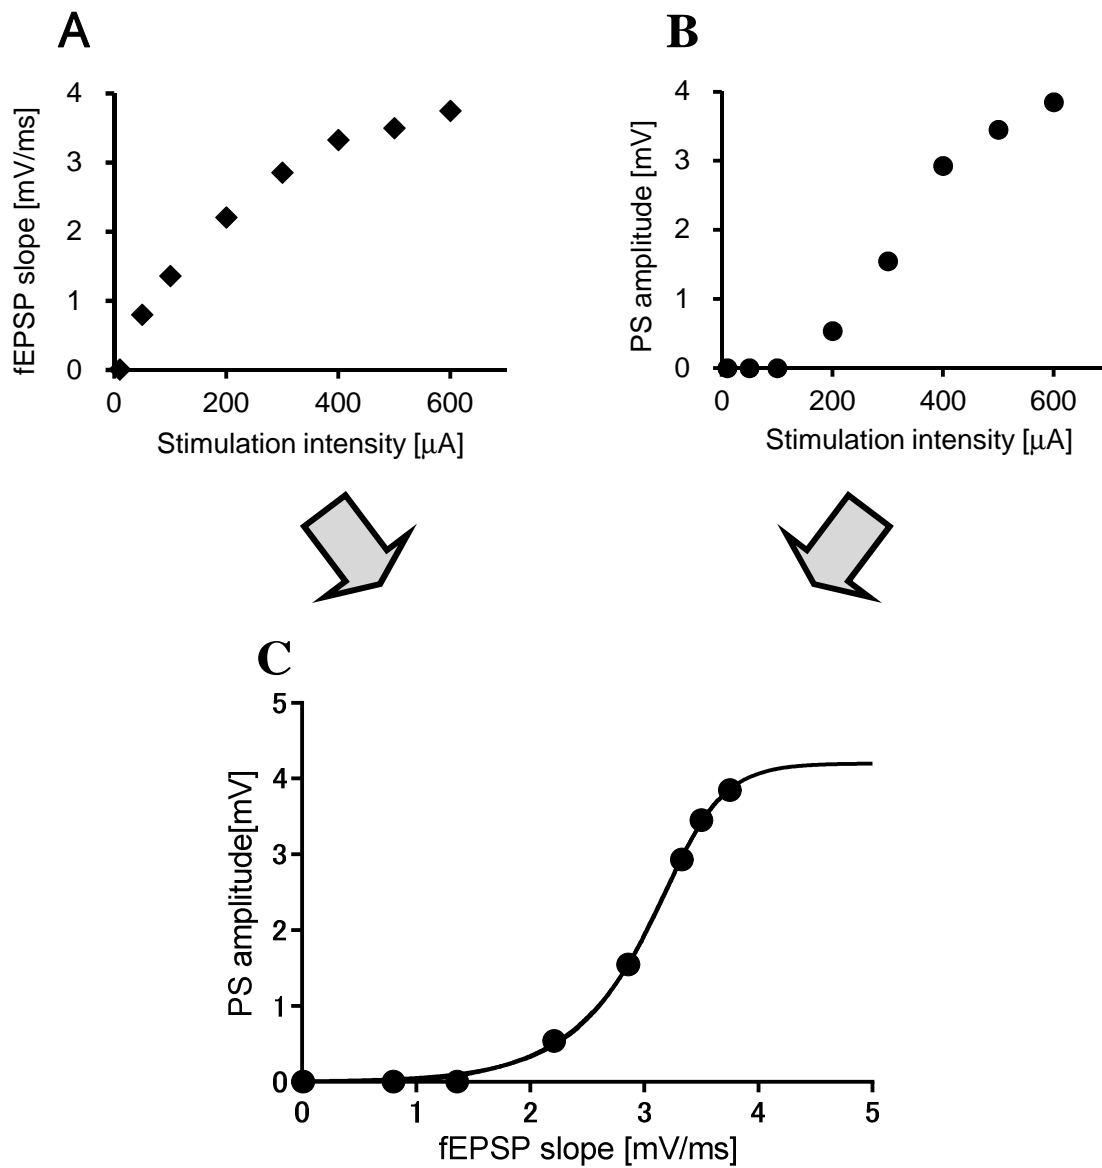 A
B
4
3
2
1
0
fEPSP slope [mV/ms]
0 200 400 600
Stimulation intensity [μA]
4
3
2
1
0
PS amplitude [mV]
0 200 400 600
Stimulation intensity [μA]
C
5
4
3
2
1
0
PS amplitude[mV]
0 1 2 3 4 5
fEPSP slope [mV/ms]